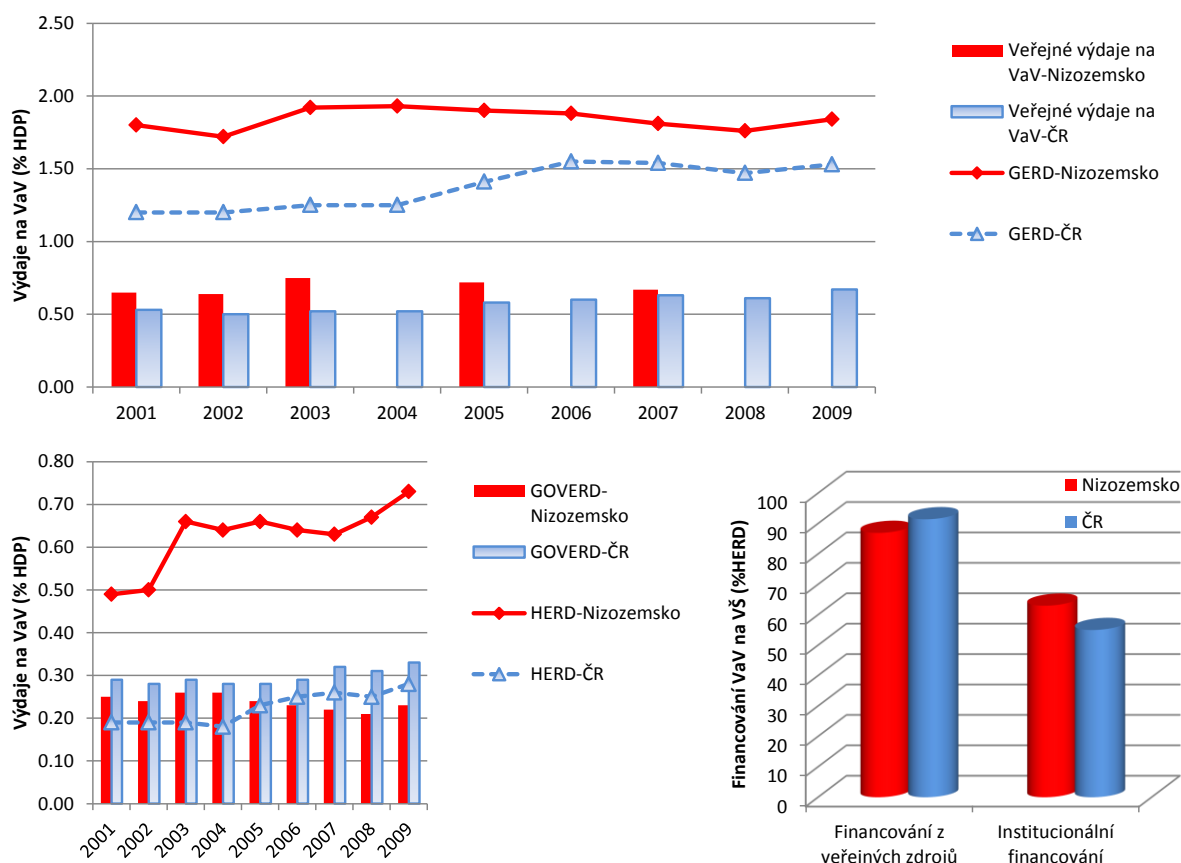 2.50
2.00
1.50
1.00
0.50
0.00
Výdaje na VaV (% HDP)
2001 2002 2003 2004 2005 2006 2007 2008 2009
Veřejné výdaje na
VaV-Nizozemsko
Veřejné výdaje na
VaV-ČR
GERD-Nizozemsko
GERD-ČR
0.80
0.70
0.60
0.50
0.40
0.30
0.20
0.10
0.00
Výdaje na VaV (% HDP)
2001 2002 2003 2004 2005 2006 2007 2008 2009
GOVERD-
Nizozemsko
GOVERD-ČR
HERD-Nizozemsko
HERD-ČR
100
90
80
70
60
50
40
30
20
10
0
Financování VaV na VŠ (%HERD)
Nizozemsko
ČR
Financování z
veřejných zdrojů
Institucionální
financování